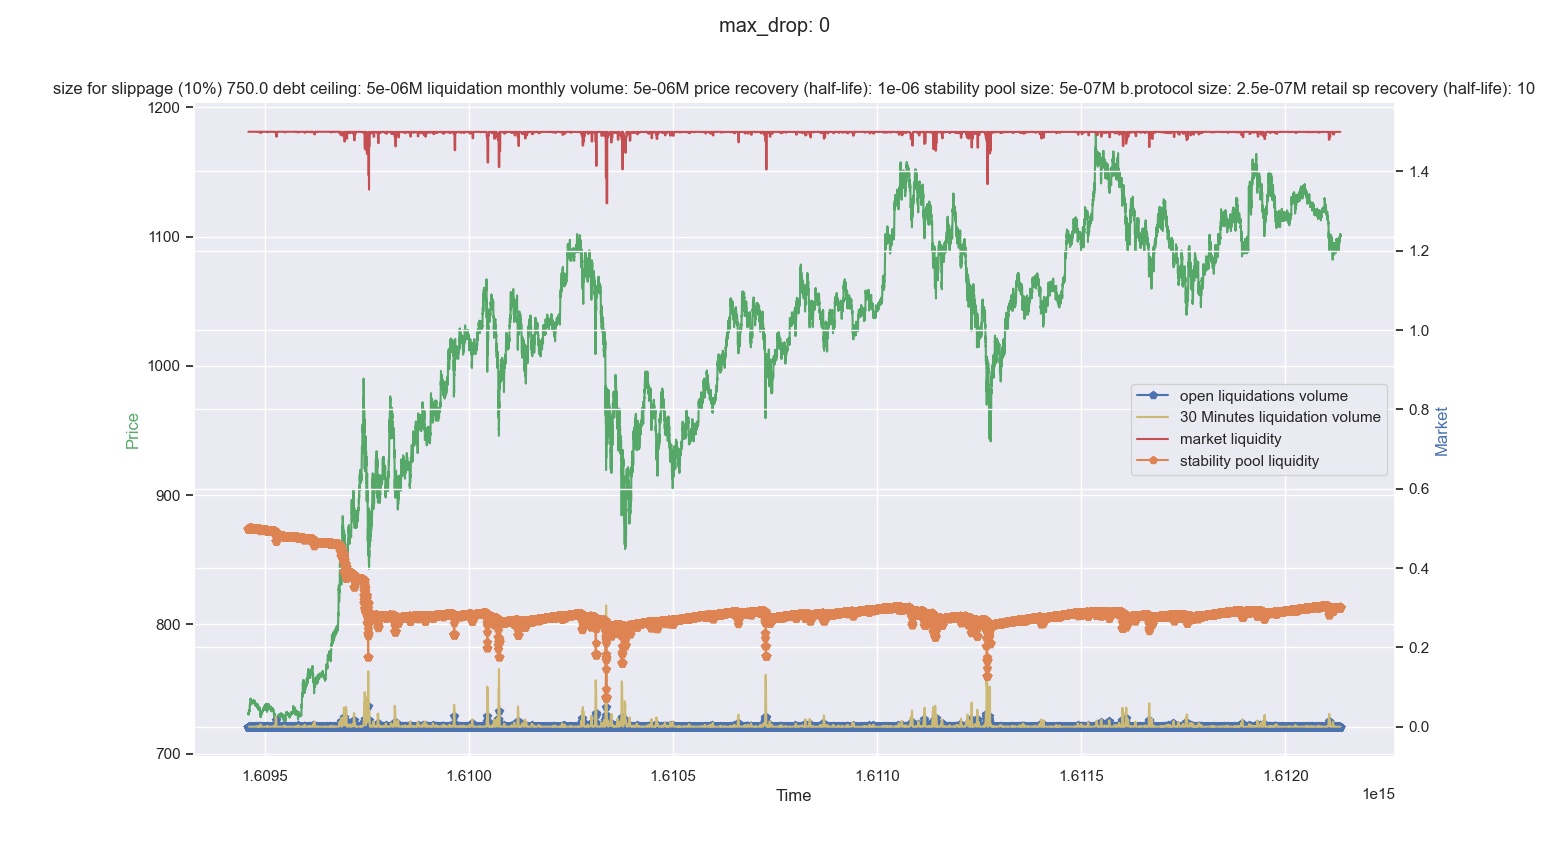 max_drop: 0
size for slippage (10%) 750.0 debt ceiling: 5e-06M liquidation monthly volume: 5e-06M price recovery (half-life): 1e-06 stability pool size: 5e-07M b.protocol size: 2.5e-07M retail sp recovery (half-life): 10
1200
1100
1000
900
800
700
Price
1.4
1.2
1.0
0.8
0.6
0.4
0.2
0.0
Market
open liquidations volume
30 Minutes liquidation volume
market liquidity
stability pool liquidity
1.6095 1.6100 1.6105 1.6110 1.6115 1.6120
Time
1e15